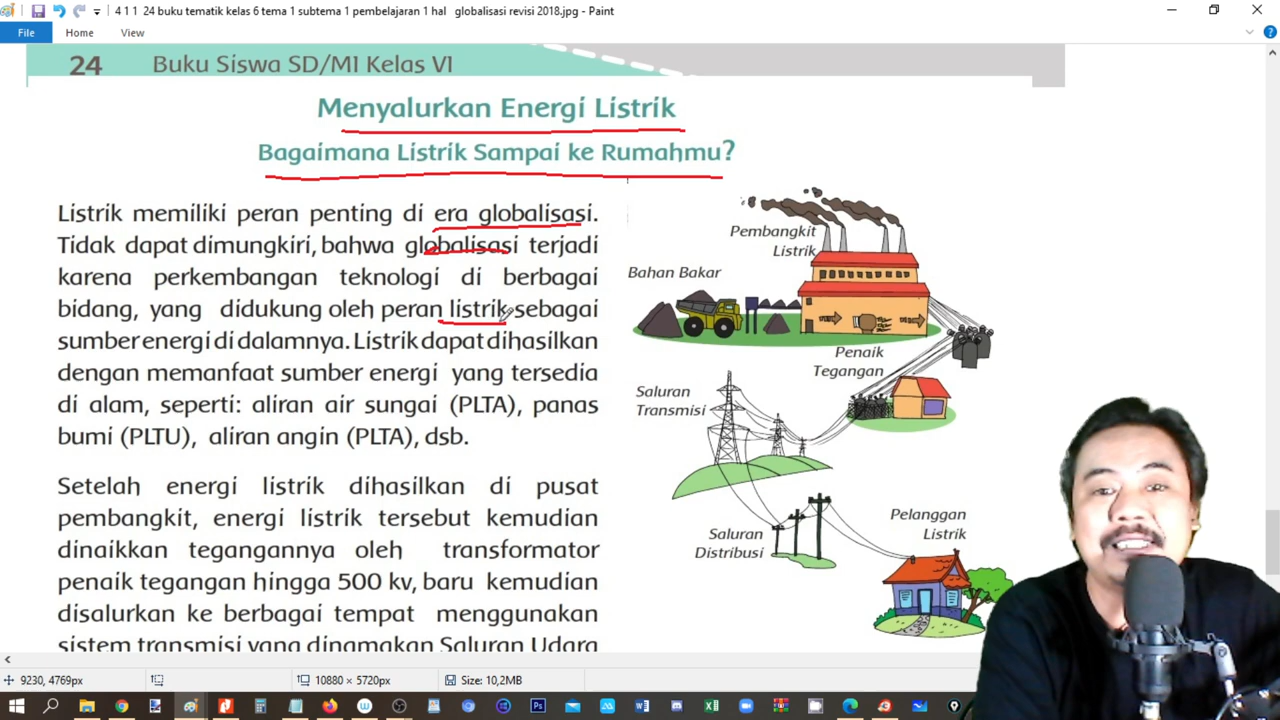 4 1 1 24 buku tematik kelas 6 tema 1 subtema 1 pembelajaran 1 hal globalisasi revisi 2018.jpg - Paint
File Home View
24 Buku Siswa SD/MI Kelas VI
Menyalurkan Energi Listrik
Bagaimana Listrik Sampai ke Rumahmu?
Listrik memiliki peran penting di era globalisasi.
Tidak dapat dimungkiri, bahwa globalisasi terjadi
karena perkembangan teknologi di berbagai
bidang, yang didukung oleh peran listrik sebagai
sumber energi di dalamnya. Listrik dapat dihasilkan
dengan memanfaat sumber energi yang tersedia
di alam, seperti: aliran air sungai (PLTA), panas
bumi (PLTU), aliran angin (PLTA), dsb.
Setelah energi listrik dihasilkan di pusat
pembangkit, energi listrik tersebut kemudian
dinaikkan tegangannya oleh transformator
penaik tegangan hingga 500 kv, baru kemudian
disalurkan ke berbagai tempat menggunakan
sistem transmisi yang dinamakan Saluran Udara
Pembangkit
Listrik
Bahan Bakar
Penaik
Tegangan
Saluran
Transmisi
Saluran
Distribusi
Pelanggan
Listrik
9230, 4769px
10880 × 5720px
Size: 10,2MB